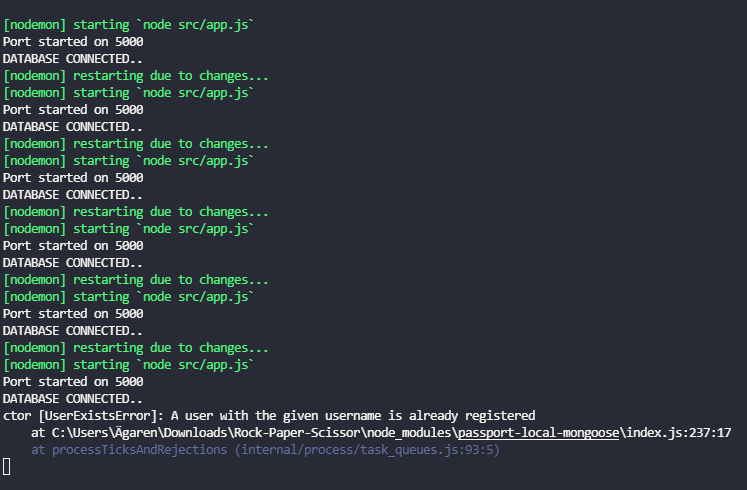 [nodemon] starting `node src/app.js`
Port started on 5000
DATABASE CONNECTED..
[nodemon] restarting due to changes...
[nodemon] starting `node src/app.js`
Port started on 5000
DATABASE CONNECTED..
[nodemon] restarting due to changes...
[nodemon] starting `node src/app.js`
Port started on 5000
DATABASE CONNECTED..
[nodemon] restarting due to changes...
[nodemon] starting `node src/app.js`
Port started on 5000
DATABASE CONNECTED..
[nodemon] restarting due to changes...
[nodemon] starting `node src/app.js`
Port started on 5000
DATABASE CONNECTED..
[nodemon] restarting due to changes...
[nodemon] starting `node src/app.js`
Port started on 5000
DATABASE CONNECTED..
ctor [UserExistsError]: A user with the given username is already registered
    at C:\Users\Ägaren\Downloads\Rock-Paper-Scissor\node_modules\passport-local-mongoose\index.js:237:17
    at processTicksAndRejections (internal/process/task_queues.js:93:5)